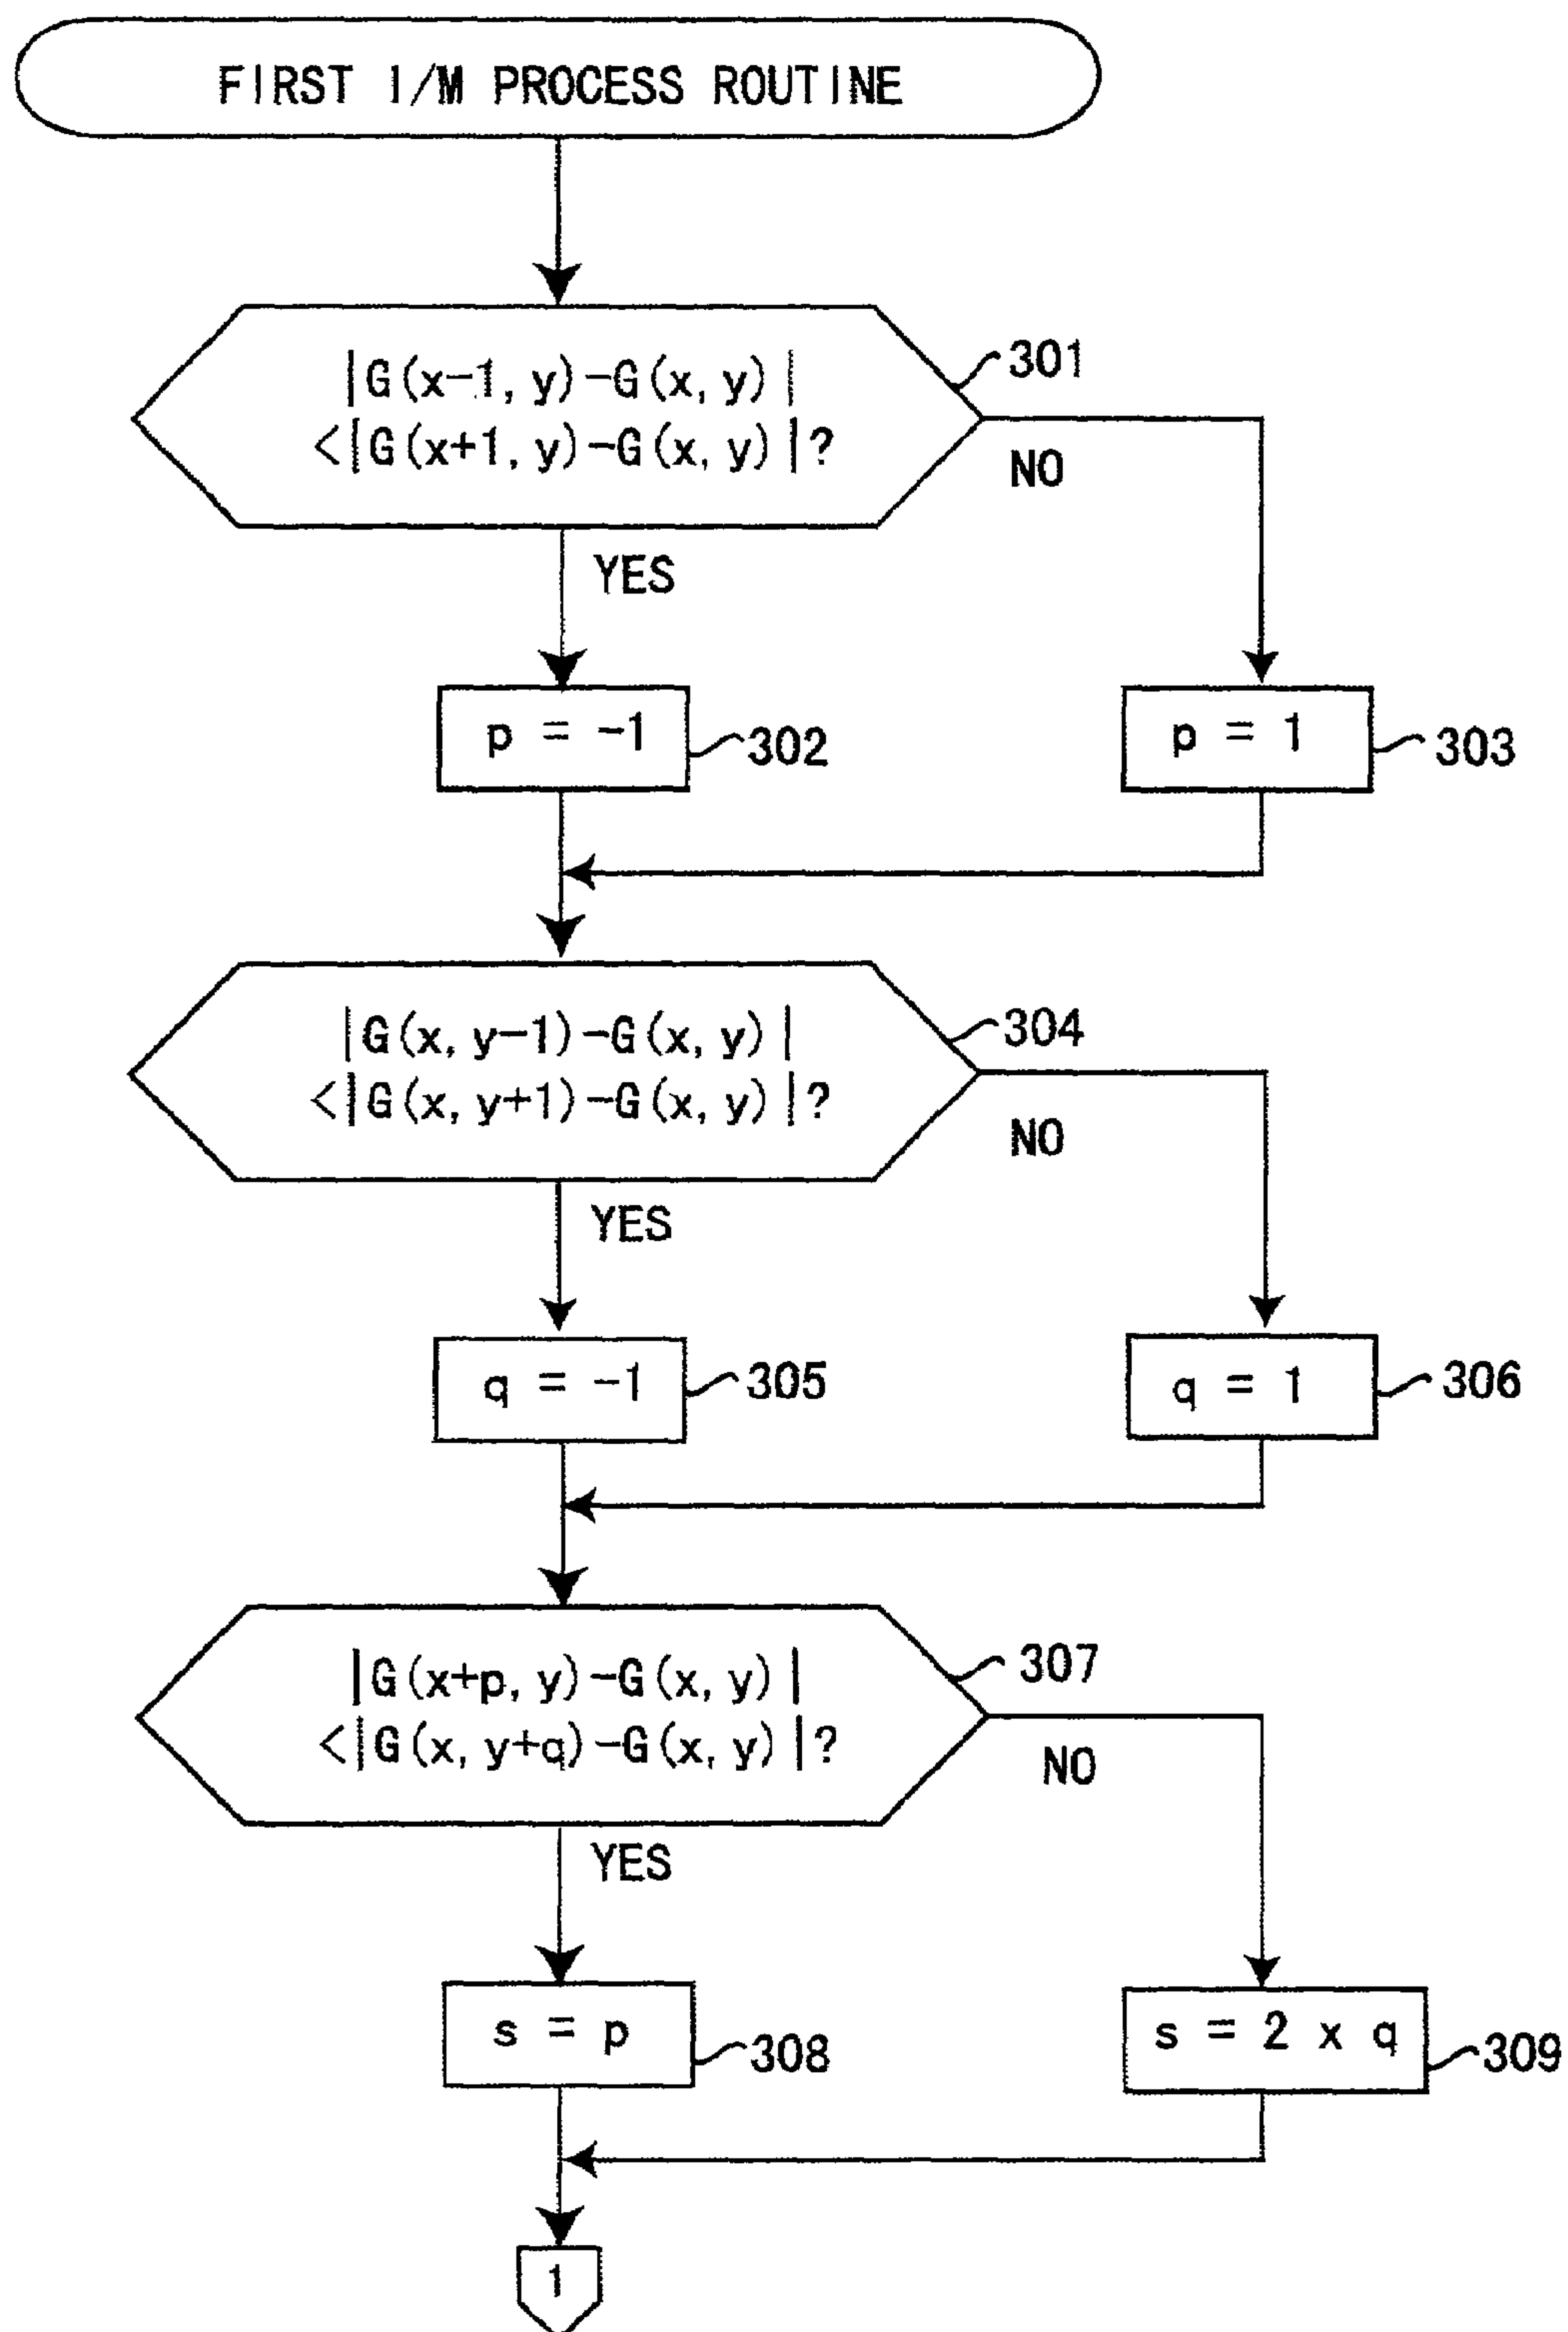 FIRST I/M PROCESS ROUTINE
|G(x-1, y)-G(x, y)|
<|G(x+1, y)-G(x, y)|?
301
NO
YES
p = -1
302
p = 1
303
|G(x, y-1)-G(x, y)|
<|G(x, y+1)-G(x, y)|?
304
NO
YES
q = -1
305
q = 1
306
|G(x+p, y)-G(x, y)|
<|G(x, y+q)-G(x, y)|?
307
NO
YES
s = p
308
s = 2 x q
309
1